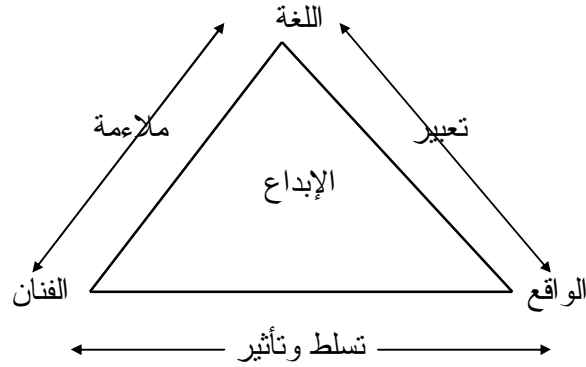 اللغة
ملاءمة
تعبير
الإبداع
الفنان
الواقع
تسلط وتأثير